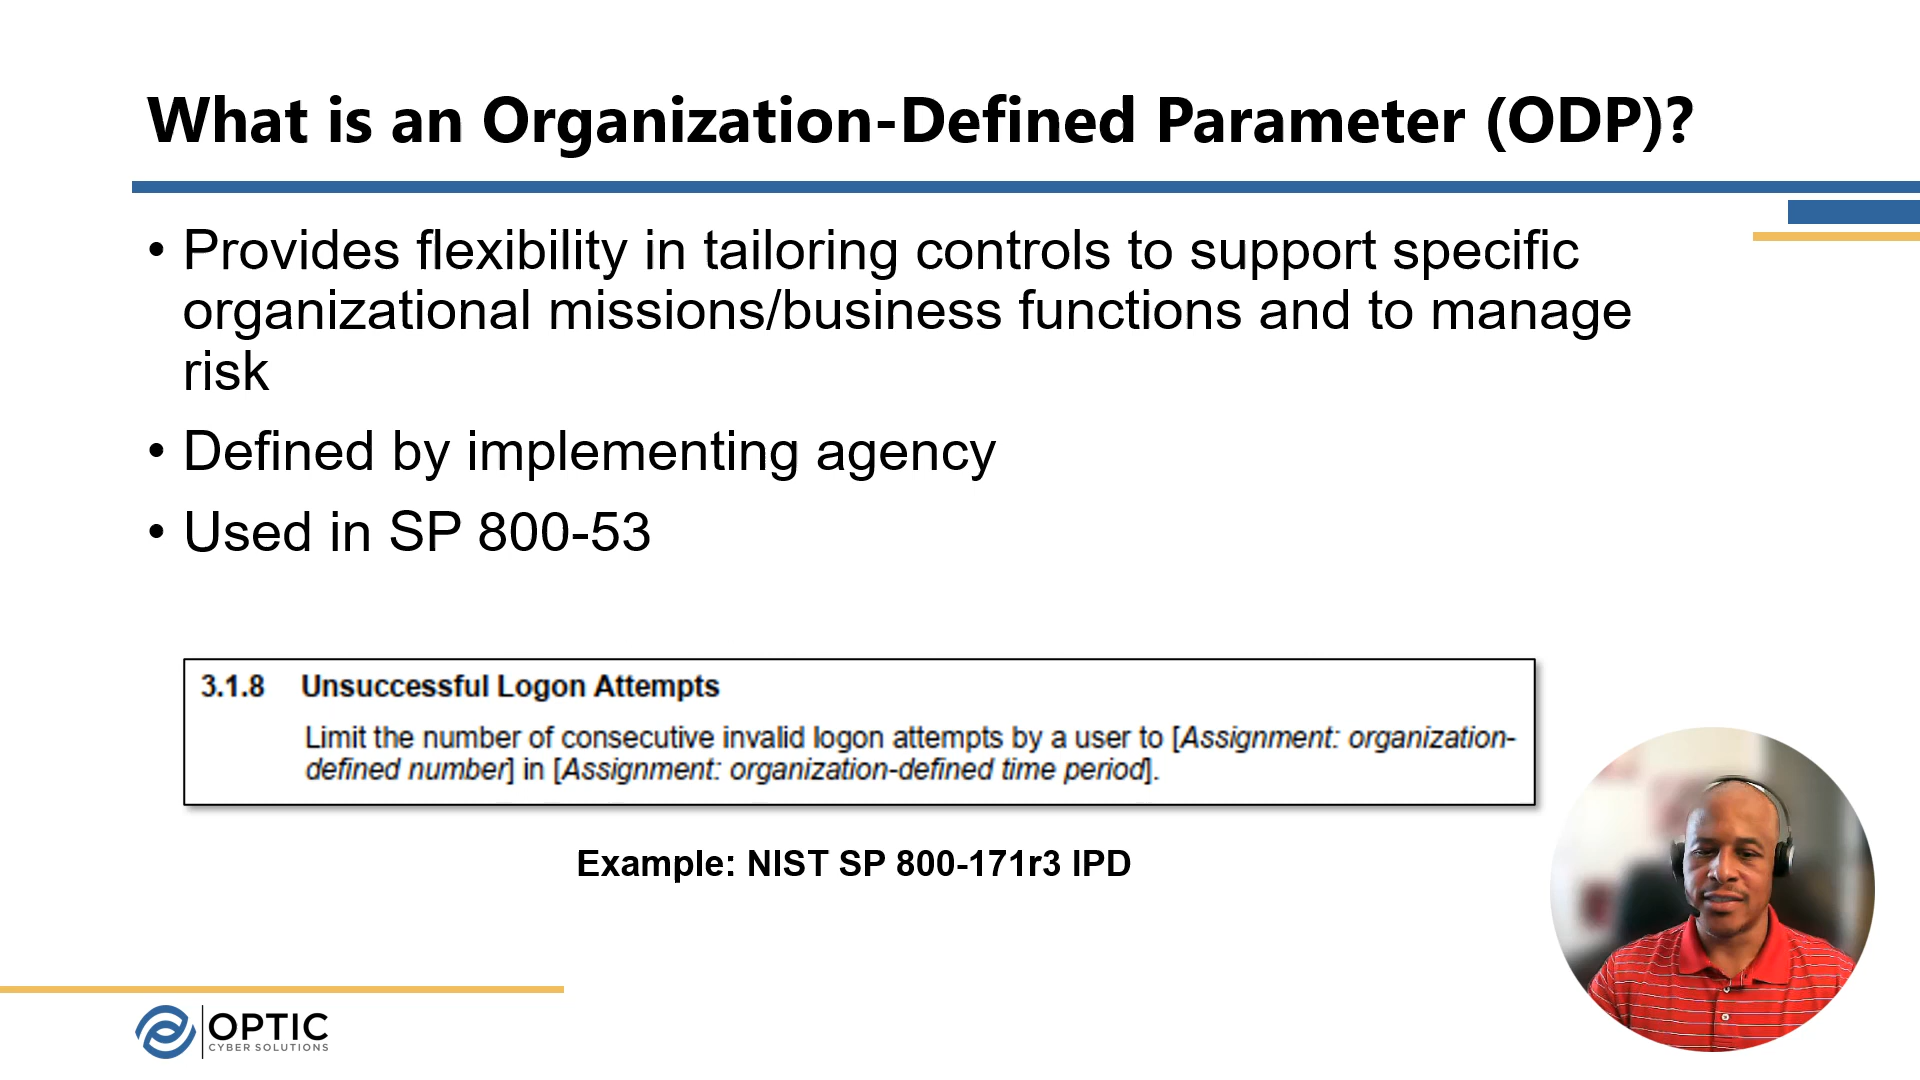 What is an Organization-Defined Parameter (ODP)?
• Provides flexibility in tailoring controls to support specific
organizational missions/business functions and to manage
risk
• Defined by implementing agency
• Used in SP 800-53
3.1.8 Unsuccessful Logon Attempts
Limit the number of consecutive invalid logon attempts by a user to [Assignment: organization-
defined number] in [Assignment: organization-defined time period].
Example: NIST SP 800-171r3 IPD
OPTIC
CYBER SOLUTIONS